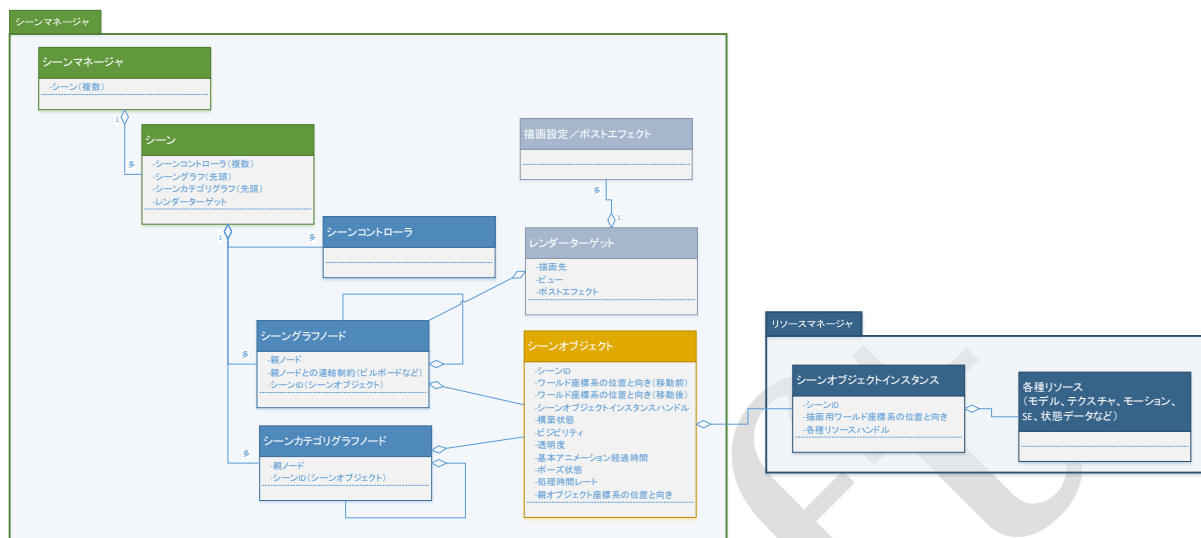 シーンマネージャ
シーンマネージャ
-シーン(複数)
1
多
シーン
-シーンコントローラ(複数)
-シーングラフ(先頭)
-シーンカテゴリグラフ(先頭)
-レンダーターゲット
1
多
シーンコントローラ
描画設定／ポストエフェクト
多
1
レンダーターゲット
-描画先
-ビュー
-ポストエフェクト
多
シーングラフノード
-親ノード
-親ノードとの連結制約(ビルボードなど)
-シーンID(シーンオブジェクト)
多
シーンカテゴリグラフノード
-親ノード
-シーンID(シーンオブジェクト)
シーンオブジェクト
-シーンID
-ワールド座標系の位置と向き(移動前)
-ワールド座標系の位置と向き(移動後)
-シーンオブジェクトインスタンスハンドル
-構築状態
-ビジビリティ
-透明度
-基本アニメーション経過時間
-ポーズ状態
-処理時間レート
-親オブジェクト座標系の位置と向き
リソースマネージャ
シーンオブジェクトインスタンス
-シーンID
-描画用ワールド座標系の位置と向き
-各種リソースハンドル
各種リソース
(モデル、テクスチャ、モーション、
SE、状態データなど)